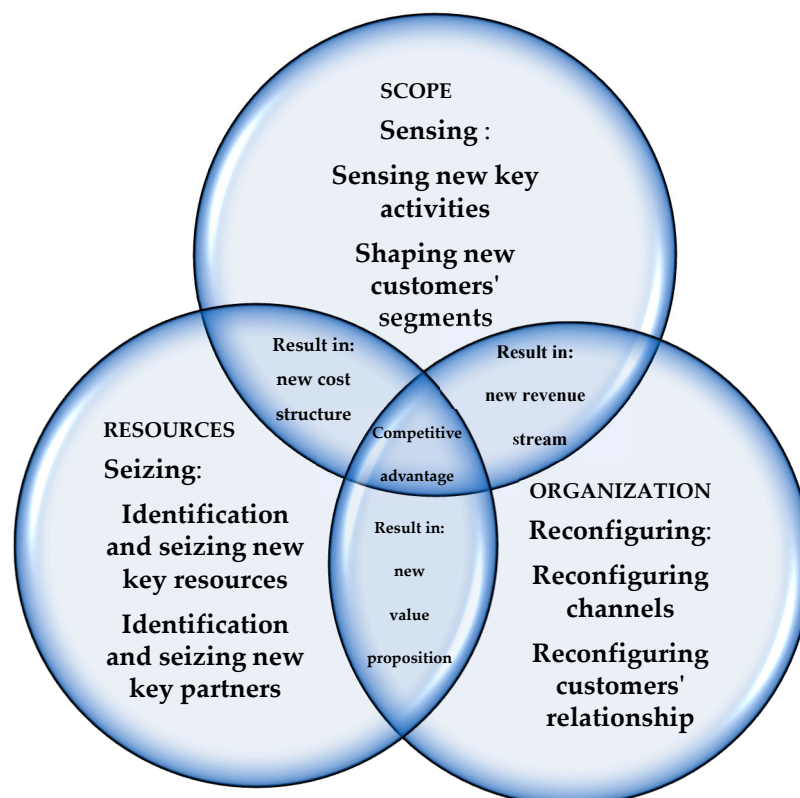 SCOPE
Sensing :
Sensing new key
activities
Shaping new
customers'
segments
Result in:
new cost
structure
Result in:
new revenue
stream
Competitive
advantage
RESOURCES
Seizing:
Identification
and seizing new
key resources
Identification
and seizing new
key partners
Result in:
new
value
proposition
ORGANIZATION
Reconfiguring:
Reconfiguring
channels
Reconfiguring
customers'
relationship